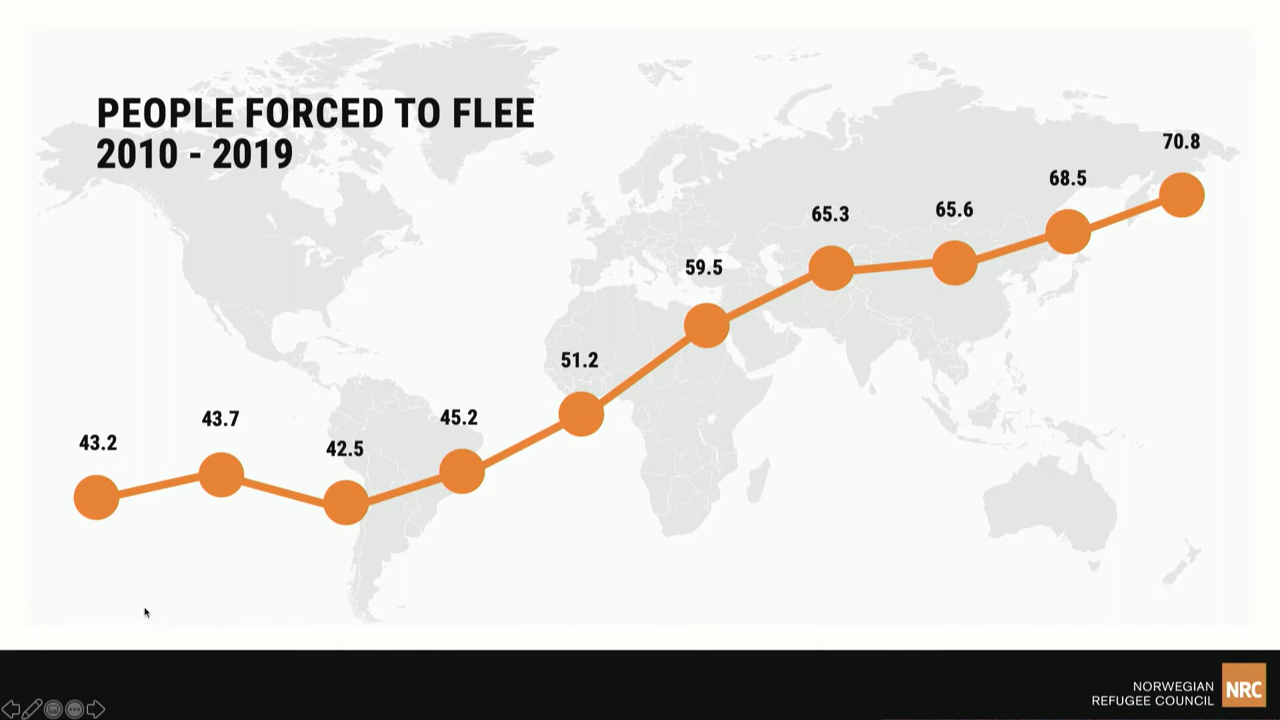 PEOPLE FORCED TO FLEE
2010 - 2019
43.2
43.7
42.5
45.2
51.2
59.5
65.3
65.6
68.5
70.8
NORWEGIAN
REFUGEE COUNCIL
NRC